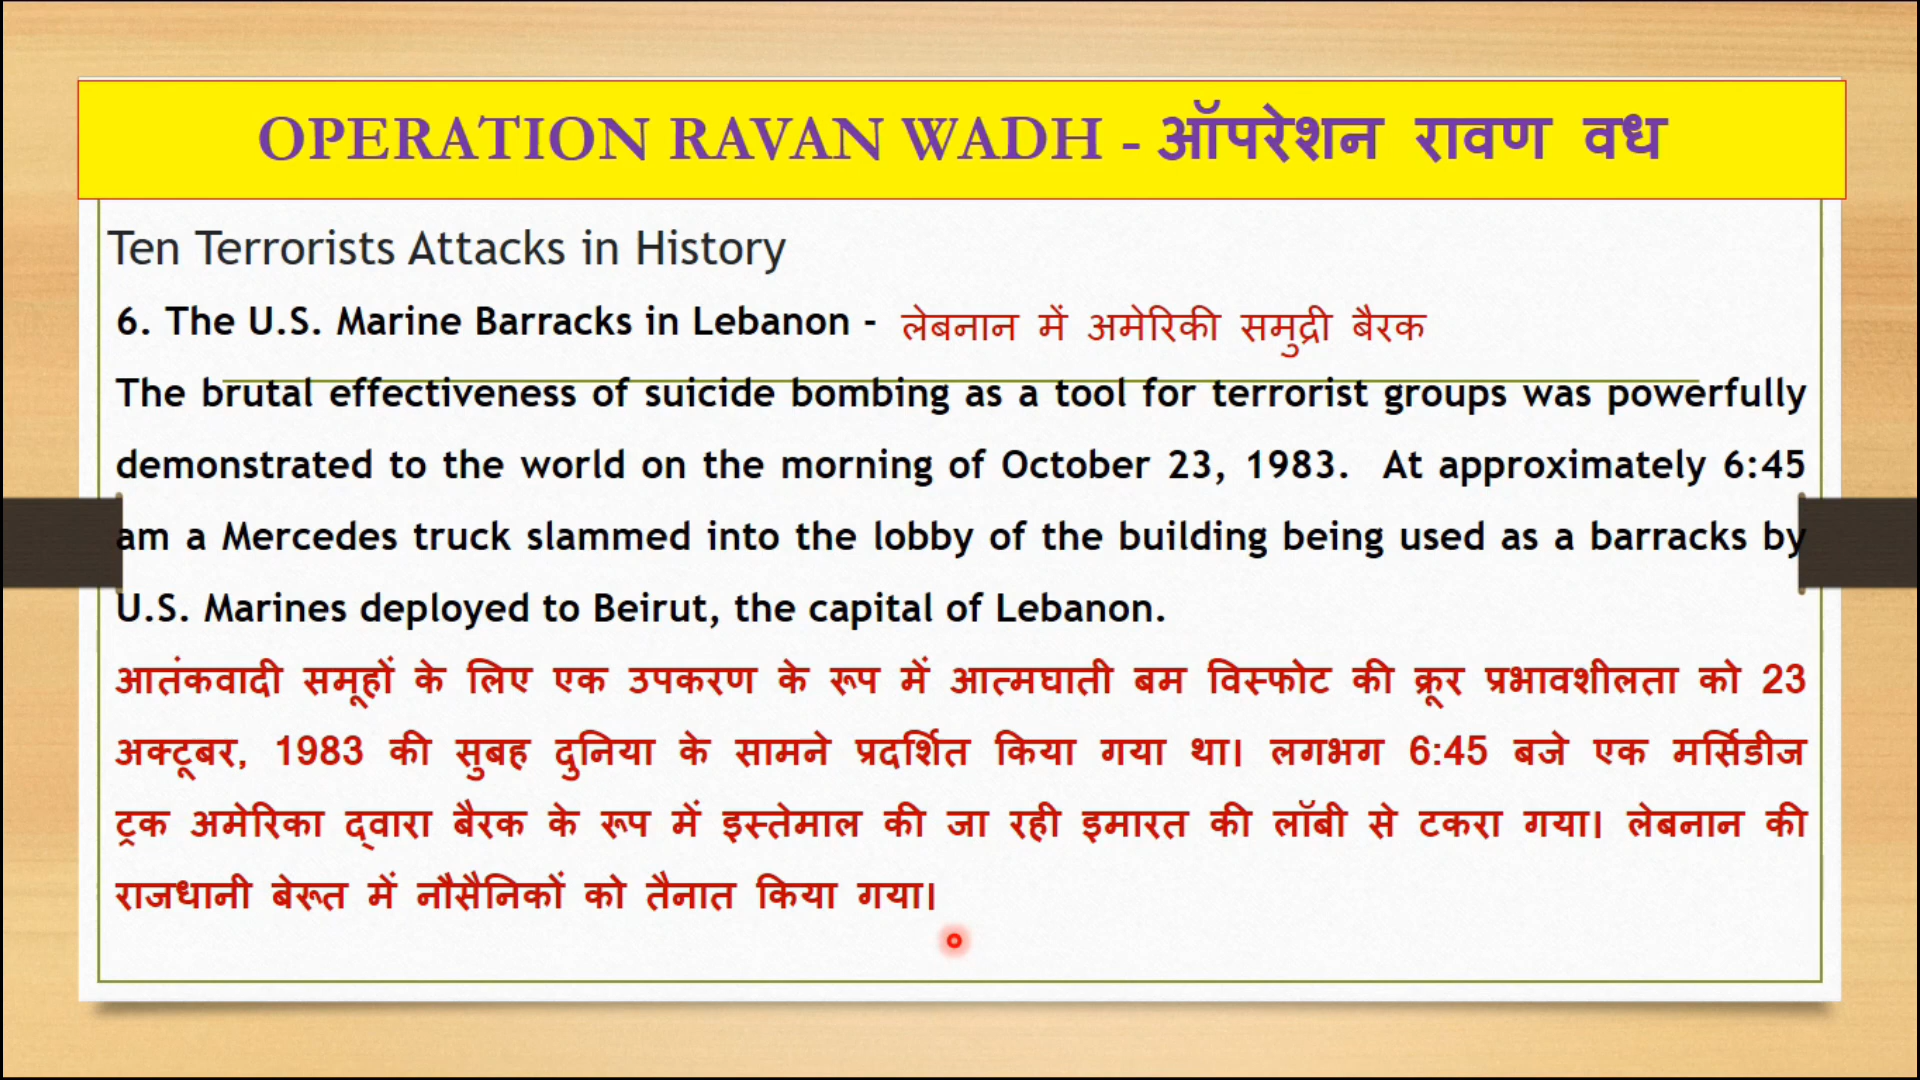 OPERATION RAVAN WADH - ऑपरेशन रावण वध
Ten Terrorists Attacks in History
6. The U.S. Marine Barracks in Lebanon - लेबनान में अमेरिकी समुद्री बैरक
The brutal effectiveness of suicide bombing as a tool for terrorist groups was powerfully
demonstrated to the world on the morning of October 23, 1983. At approximately 6:45
am a Mercedes truck slammed into the lobby of the building being used as a barracks by
U.S. Marines deployed to Beirut, the capital of Lebanon.
आतंकवादी समूहों के लिए एक उपकरण के रूप में आत्मघाती बम विस्फोट की क्रूर प्रभावशीलता को 23
अक्टूबर, 1983 की सुबह दुनिया के सामने प्रदर्शित किया गया था। लगभग 6:45 बजे एक मर्सिडीज
ट्रक अमेरिका द्वारा बैरक के रूप में इस्तेमाल की जा रही इमारत की लॉबी से टकरा गया। लेबनान की
राजधानी बेरूत में नौसैनिकों को तैनात किया गया।